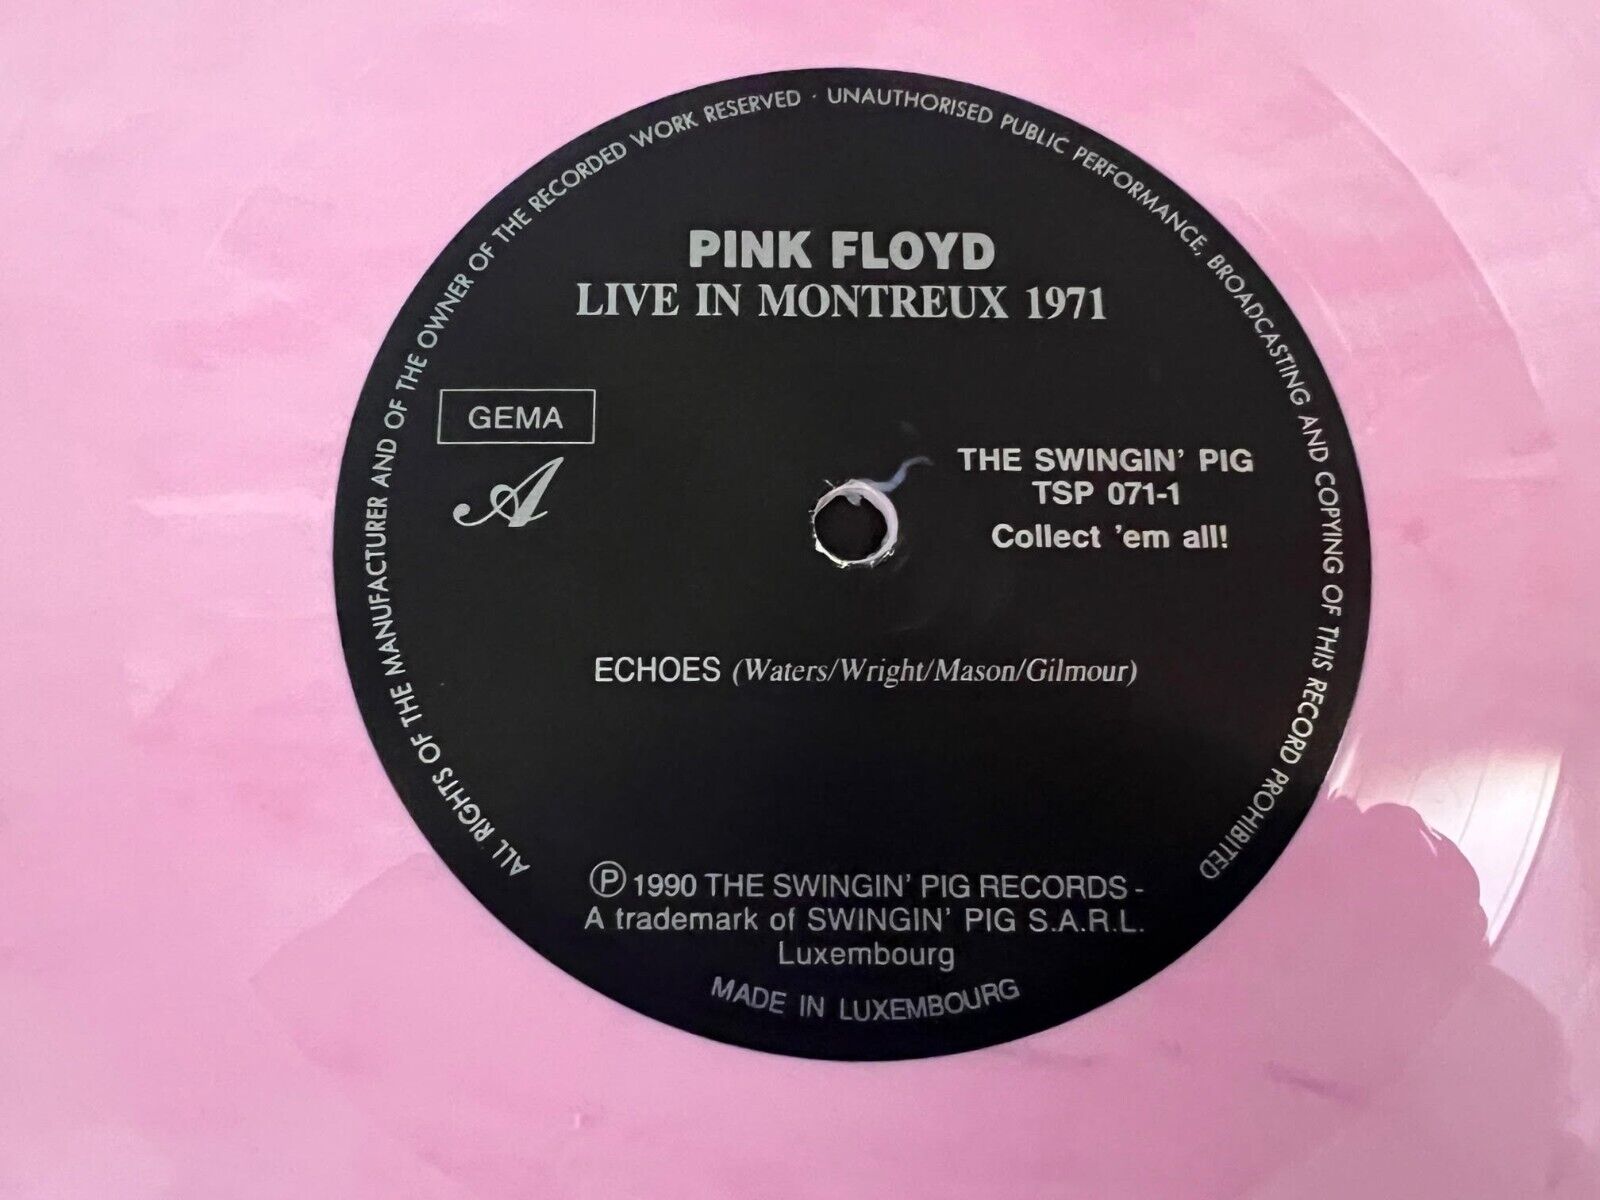 ALL RIGHTS OF THE MANUFACTURER AND OF THE OWNER OF THE RECORDED WORK RESERVED · UNAUTHORISED PUBLIC PERFORMANCE, BROADCASTING AND COPYING OF THIS RECORD PROHIBITED
PINK FLOYD
LIVE IN MONTREUX 1971
GEMA
A
THE SWINGIN' PIG
TSP 071-1
Collect 'em all!
ECHOES (Waters/Wright/Mason/Gilmour)
Ⓟ 1990 THE SWINGIN' PIG RECORDS -
A trademark of SWINGIN' PIG S.A.R.L.
Luxembourg
MADE IN LUXEMBOURG